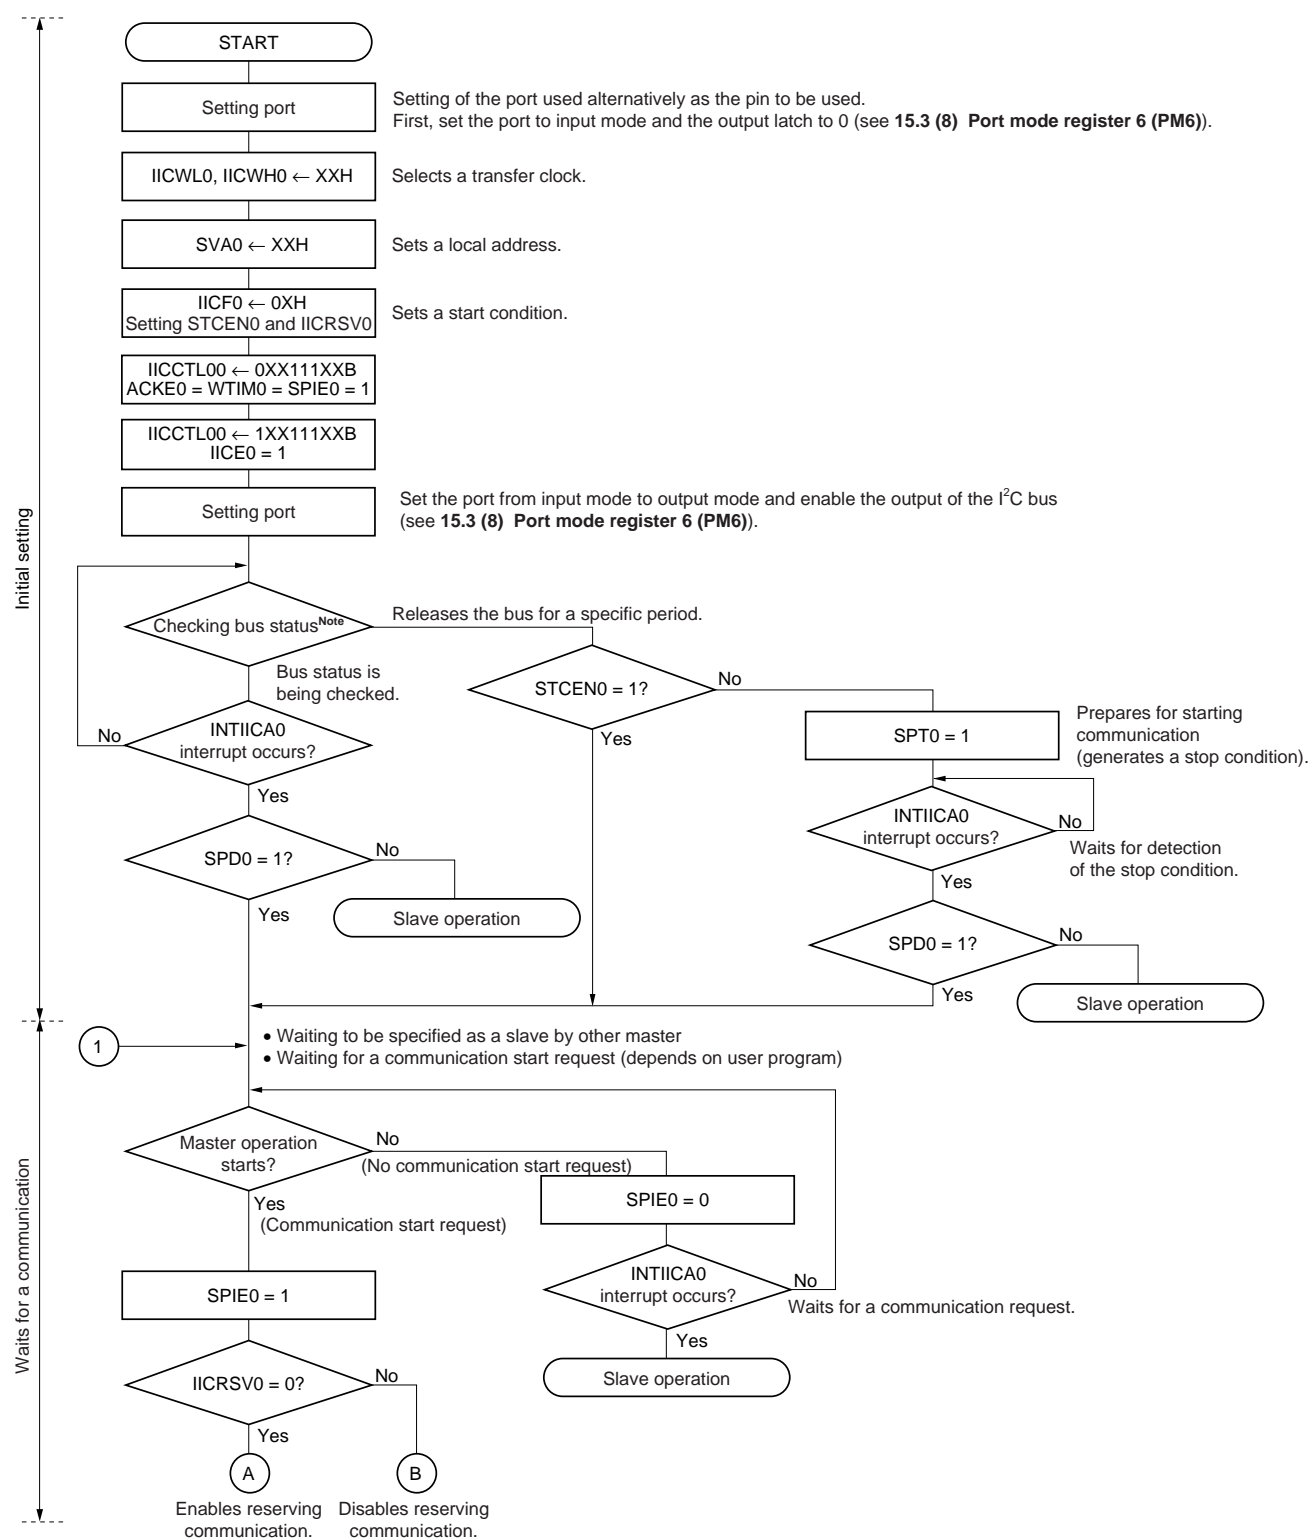 START
Setting port
Setting of the port used alternatively as the pin to be used.
First, set the port to input mode and the output latch to 0 (see 15.3 (8) Port mode register 6 (PM6)).
IICWL0, IICWH0 ← XXH
Selects a transfer clock.
SVA0 ← XXH
Sets a local address.
IICF0 ← 0XH
Setting STCEN0 and IICRSV0
Sets a start condition.
IICCTL00 ← 0XX111XXB
ACKE0 = WTIM0 = SPIE0 = 1
IICCTL00 ← 1XX111XXB
IICE0 = 1
Setting port
Set the port from input mode to output mode and enable the output of the I²C bus
(see 15.3 (8) Port mode register 6 (PM6)).
Initial setting
Checking bus statusNote
Releases the bus for a specific period.
Bus status is
being checked.
STCEN0 = 1?
No
Yes
INTIICA0
interrupt occurs?
No
Yes
SPT0 = 1
Prepares for starting
communication
(generates a stop condition).
INTIICA0
interrupt occurs?
No
Waits for detection
of the stop condition.
Yes
SPD0 = 1?
No
Yes
Slave operation
SPD0 = 1?
No
Yes
Slave operation
1
• Waiting to be specified as a slave by other master
• Waiting for a communication start request (depends on user program)
Waits for a communication
Master operation
starts?
No
(No communication start request)
Yes
(Communication start request)
SPIE0 = 0
INTIICA0
interrupt occurs?
No
Waits for a communication request.
Yes
Slave operation
SPIE0 = 1
IICRSV0 = 0?
No
Yes
A
B
Enables reserving
communication.
Disables reserving
communication.